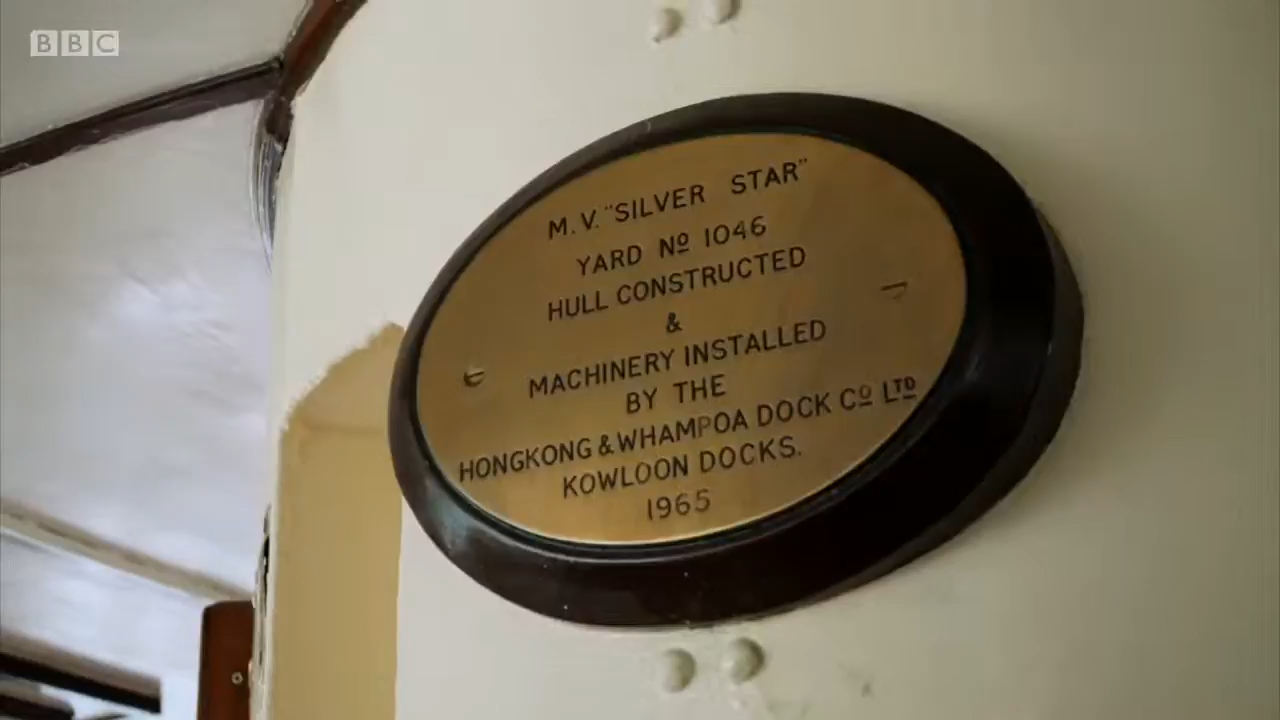 BBC
M.V. "SILVER STAR"
YARD Nº 1046
HULL CONSTRUCTED
&
MACHINERY INSTALLED
BY THE
HONGKONG & WHAMPOA DOCK Cº LTD
KOWLOON DOCKS.
1965